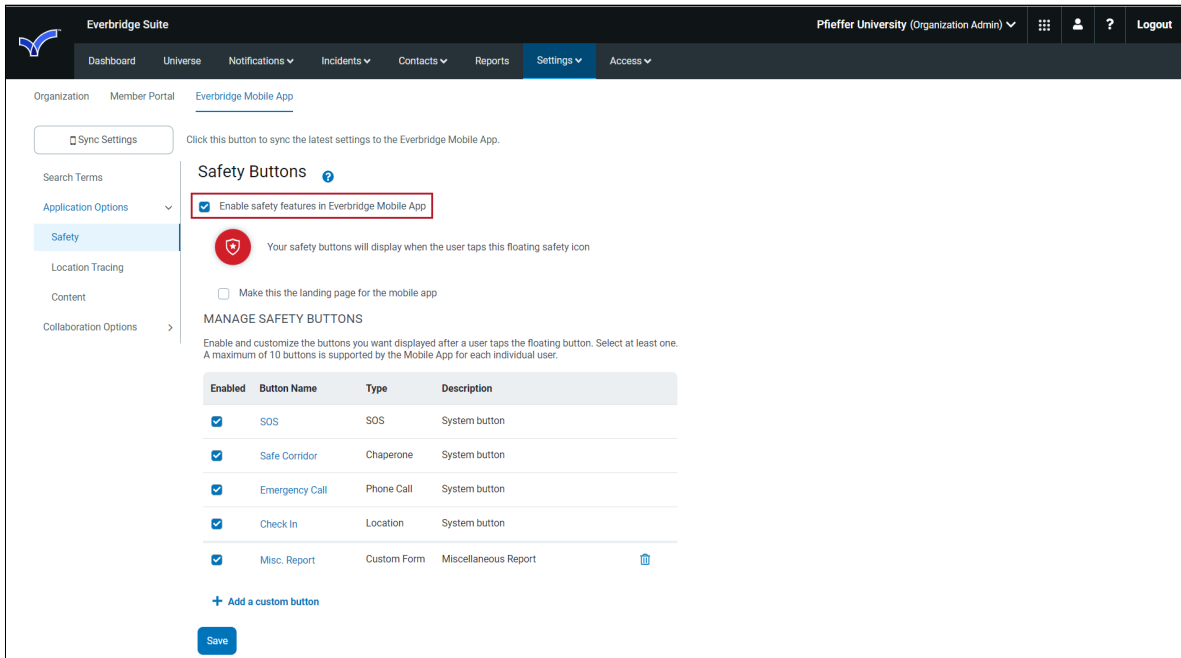 Everbridge Suite
Pfieffer University (Organization Admin)
?
Logout
Dashboard
Universe
Notifications
Incidents
Contacts
Reports
Settings
Access
Organization
Member Portal
Everbridge Mobile App
Sync Settings
Click this button to sync the latest settings to the Everbridge Mobile App.
Search Terms
Application Options
Safety
Location Tracing
Content
Collaboration Options
Safety Buttons ?
Enable safety features in Everbridge Mobile App
Your safety buttons will display when the user taps this floating safety icon
Make this the landing page for the mobile app
MANAGE SAFETY BUTTONS
Enable and customize the buttons you want displayed after a user taps the floating button. Select at least one.
A maximum of 10 buttons is supported by the Mobile App for each individual user.
Enabled Button Name Type Description
SOS SOS System button
Safe Corridor Chaperone System button
Emergency Call Phone Call System button
Check In Location System button
Misc. Report Custom Form Miscellaneous Report
+ Add a custom button
Save